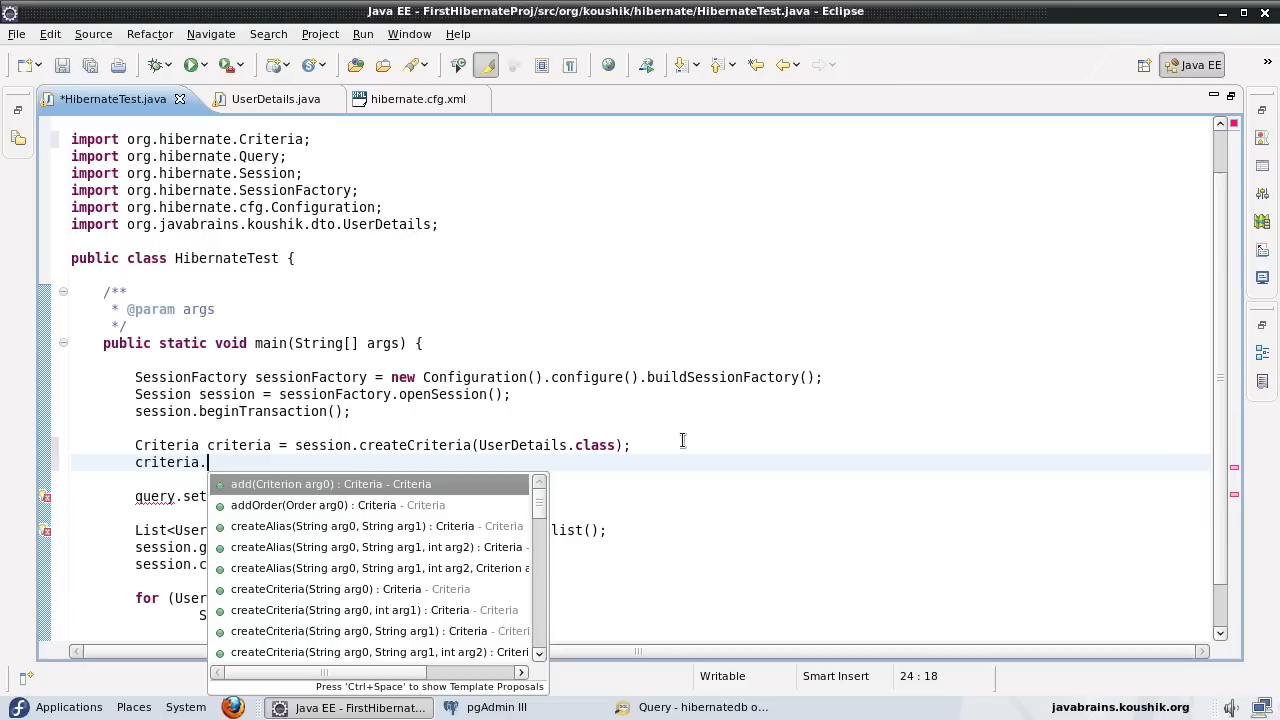 Java EE - FirstHibernateProj/src/org/koushik/hibernate/HibernateTest.java - Eclipse
File Edit Source Refactor Navigate Search Project Run Window Help
Java EE
*HibernateTest.java UserDetails.java hibernate.cfg.xml
import org.hibernate.Criteria;
import org.hibernate.Query;
import org.hibernate.Session;
import org.hibernate.SessionFactory;
import org.hibernate.cfg.Configuration;
import org.javabrains.koushik.dto.UserDetails;
public class HibernateTest {
/**
* @param args
*/
public static void main(String[] args) {
SessionFactory sessionFactory = new Configuration().configure().buildSessionFactory();
Session session = sessionFactory.openSession();
session.beginTransaction();
Criteria criteria = session.createCriteria(UserDetails.class);
criteria.
add(Criterion arg0) : Criteria - Criteria
query.set
addOrder(Order arg0) : Criteria - Criteria
createAlias(String arg0, String arg1) : Criteria - Criteria
List<User list();
session.g
createAlias(String arg0, String arg1, int arg2) : Criteria -
session.c
createAlias(String arg0, String arg1, int arg2, Criterion a
createCriteria(String arg0) : Criteria - Criteria
for (User
createCriteria(String arg0, int arg1) : Criteria - Criteria
S
createCriteria(String arg0, String arg1) : Criteria - Criteri
createCriteria(String arg0, String arg1, int arg2) : Criteri
Press 'Ctrl+Space' to show Template Proposals
Writable Smart Insert 24 : 18
Applications Places System Java EE - FirstHibernat... pgAdmin III Query - hibernatedb o... javabrains.koushik.org